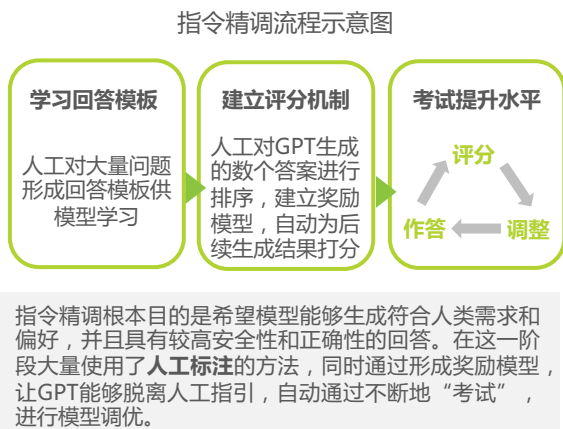 指令精调流程示意图
学习回答模板
人工对大量问题
形成回答模板供
模型学习
建立评分机制
人工对GPT生成
的数个答案进行
排序，建立奖励
模型，自动为后
续生成结果打分
考试提升水平
评分
作答
调整
指令精调根本目的是希望模型能够生成符合人类需求和
偏好，并且具有较高安全性和正确性的回答。在这一阶
段大量使用了人工标注的方法，同时通过形成奖励模型，
让GPT能够脱离人工指引，自动通过不断地“考试”，
进行模型调优。